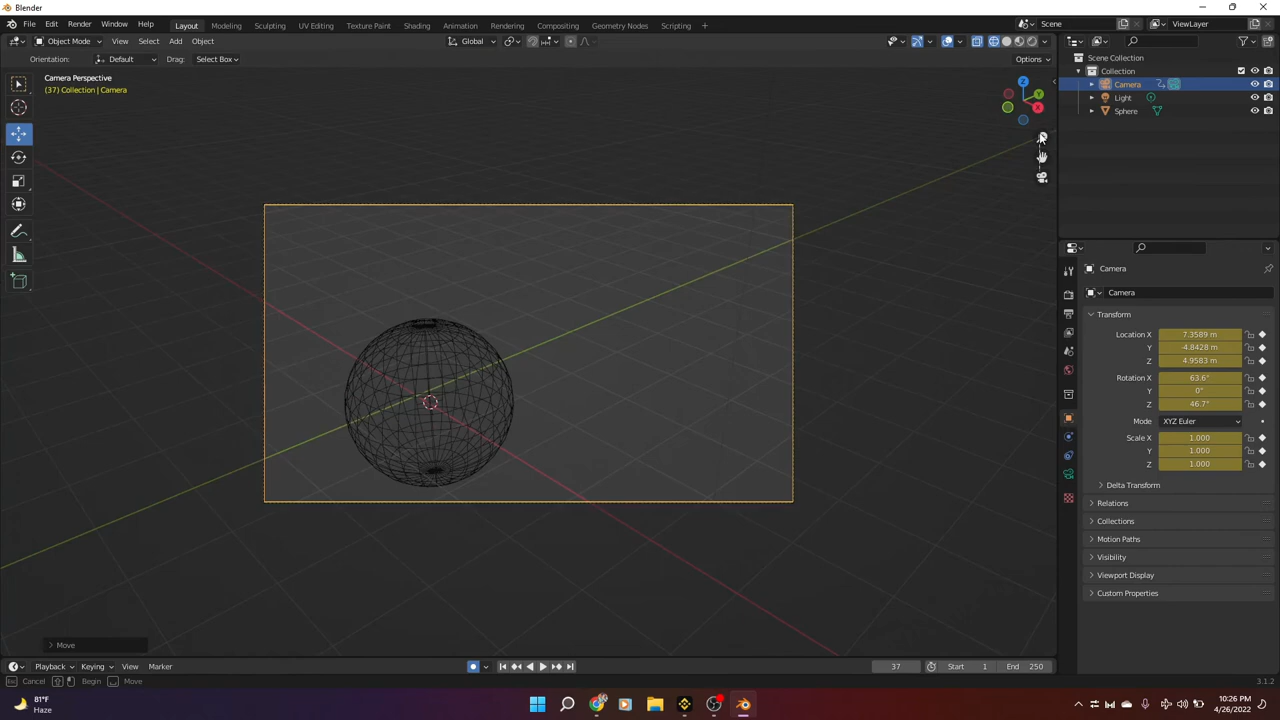 Blender
File Edit Render Window Help Layout Modeling Sculpting UV Editing Texture Paint Shading Animation Rendering Compositing Geometry Nodes Scripting + Scene ViewLayer
Object Mode View Select Add Object Global
Orientation: Default Drag: Select Box Options
Camera Perspective
(37) Collection | Camera
Z
Y
X
Move
Scene Collection
Collection
Camera
Light
Sphere
Camera
Camera
Transform
Location X 7.3589 m
Y -4.8428 m
Z 4.9583 m
Rotation X 63.6°
Y 0°
Z 46.7°
Mode XYZ Euler
Scale X 1.000
Y 1.000
Z 1.000
Delta Transform
Relations
Collections
Motion Paths
Visibility
Viewport Display
Custom Properties
Playback Keying View Marker 37 Start 1 End 250
Cancel Begin Move 3.1.2
81°F
Haze
10:26 PM
4/26/2022